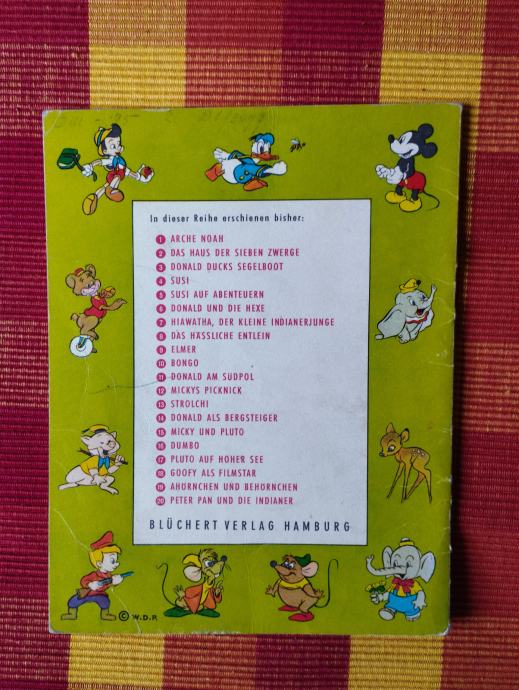 In dieser Reihe erschienen bisher:
1 ARCHE NOAH
2 DAS HAUS DER SIEBEN ZWERGE
3 DONALD DUCKS SEGELBOOT
4 SUSI
5 SUSI AUF ABENTEUERN
6 DONALD UND DIE HEXE
7 HIAWATHA, DER KLEINE INDIANERJUNGE
8 DAS HÄSSLICHE ENTLEIN
9 ELMER
10 BONGO
11 DONALD AM SÜDPOL
12 MICKYS PICKNICK
13 STROLCHI
14 DONALD ALS BERGSTEIGER
15 MICKY UND PLUTO
16 DUMBO
17 PLUTO AUF HOHER SEE
18 GOOFY ALS FILMSTAR
19 AHÖRNCHEN UND BEHÖRNCHEN
20 PETER PAN UND DIE INDIANER
BLÜCHERT VERLAG HAMBURG
© W.D.P.